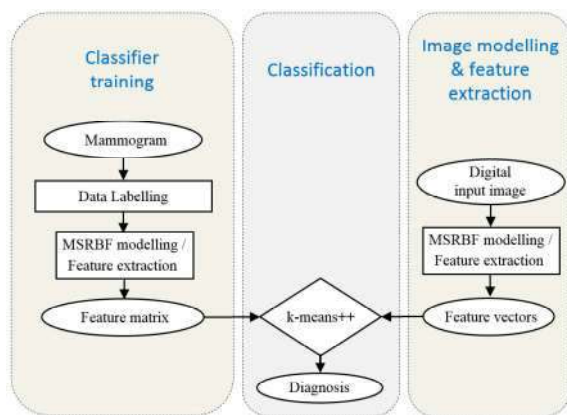 Classifier
training
Mammogram
Data Labelling
MSRBF modelling /
Feature extraction
Feature matrix
Classification
k-means++
Diagnosis
Image modelling
& feature
extraction
Digital
input image
MSRBF modelling /
Feature extraction
Feature vectors